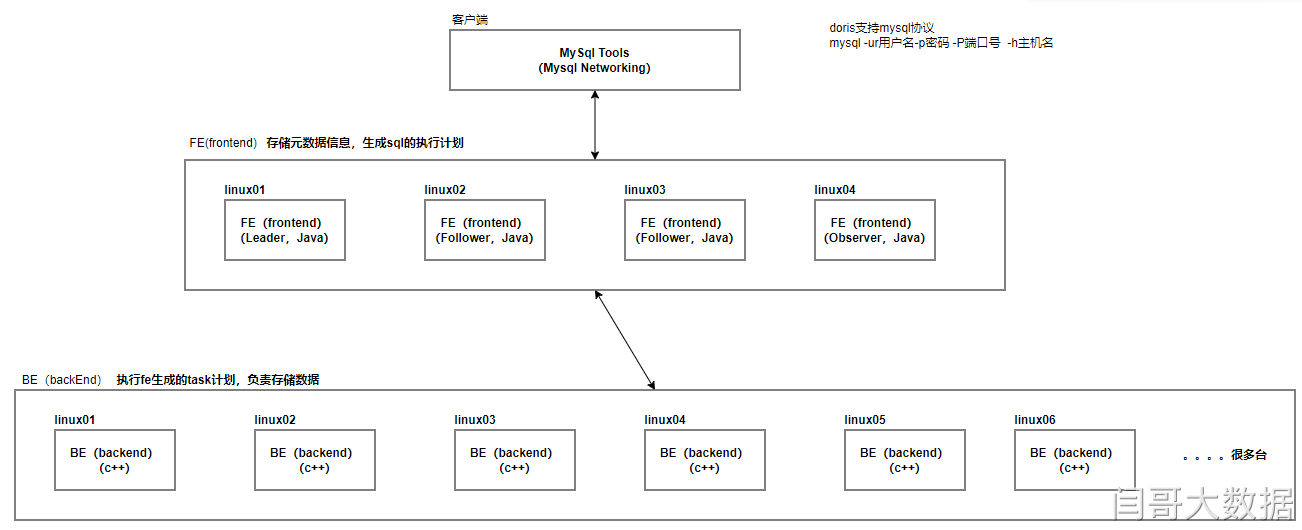 客户端
doris支持mysql协议
mysql -ur用户名-p密码 -P端口号  -h主机名
MySql Tools
(Mysql Networking)
FE(frontend)  存储元数据信息，生成sql的执行计划
linux01
linux02
linux03
linux04
FE（frontend)
(Leader，Java)
FE（frontend)
(Follower，Java)
FE（frontend)
(Follower，Java)
FE（frontend)
(Observer，Java)
BE（backEnd）  执行fe生成的task计划，负责存储数据
linux01
linux02
linux03
linux04
linux05
linux06
BE（backend)
(c++)
BE（backend)
(c++)
BE（backend)
(c++)
BE（backend)
(c++)
BE（backend)
(c++)
BE（backend)
(c++)
。。。。很多台
闫哥大数据